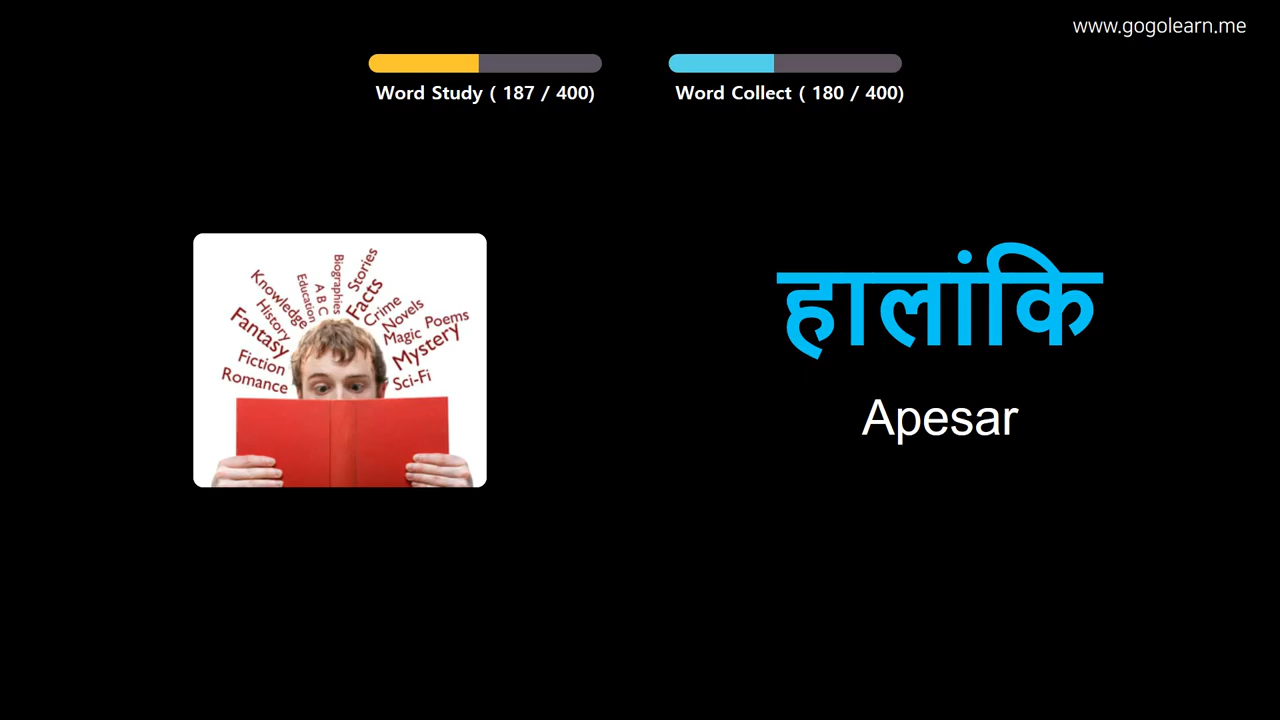 www.gogolearn.me
Word Study ( 187 / 400)
Word Collect ( 180 / 400)
Stories
Biographies
Facts
A B C
Education
Crime
Knowledge
Novels
History
Poems
Fantasy
Magic
Mystery
Fiction
Romance
Sci-Fi
हालांकि
Apesar